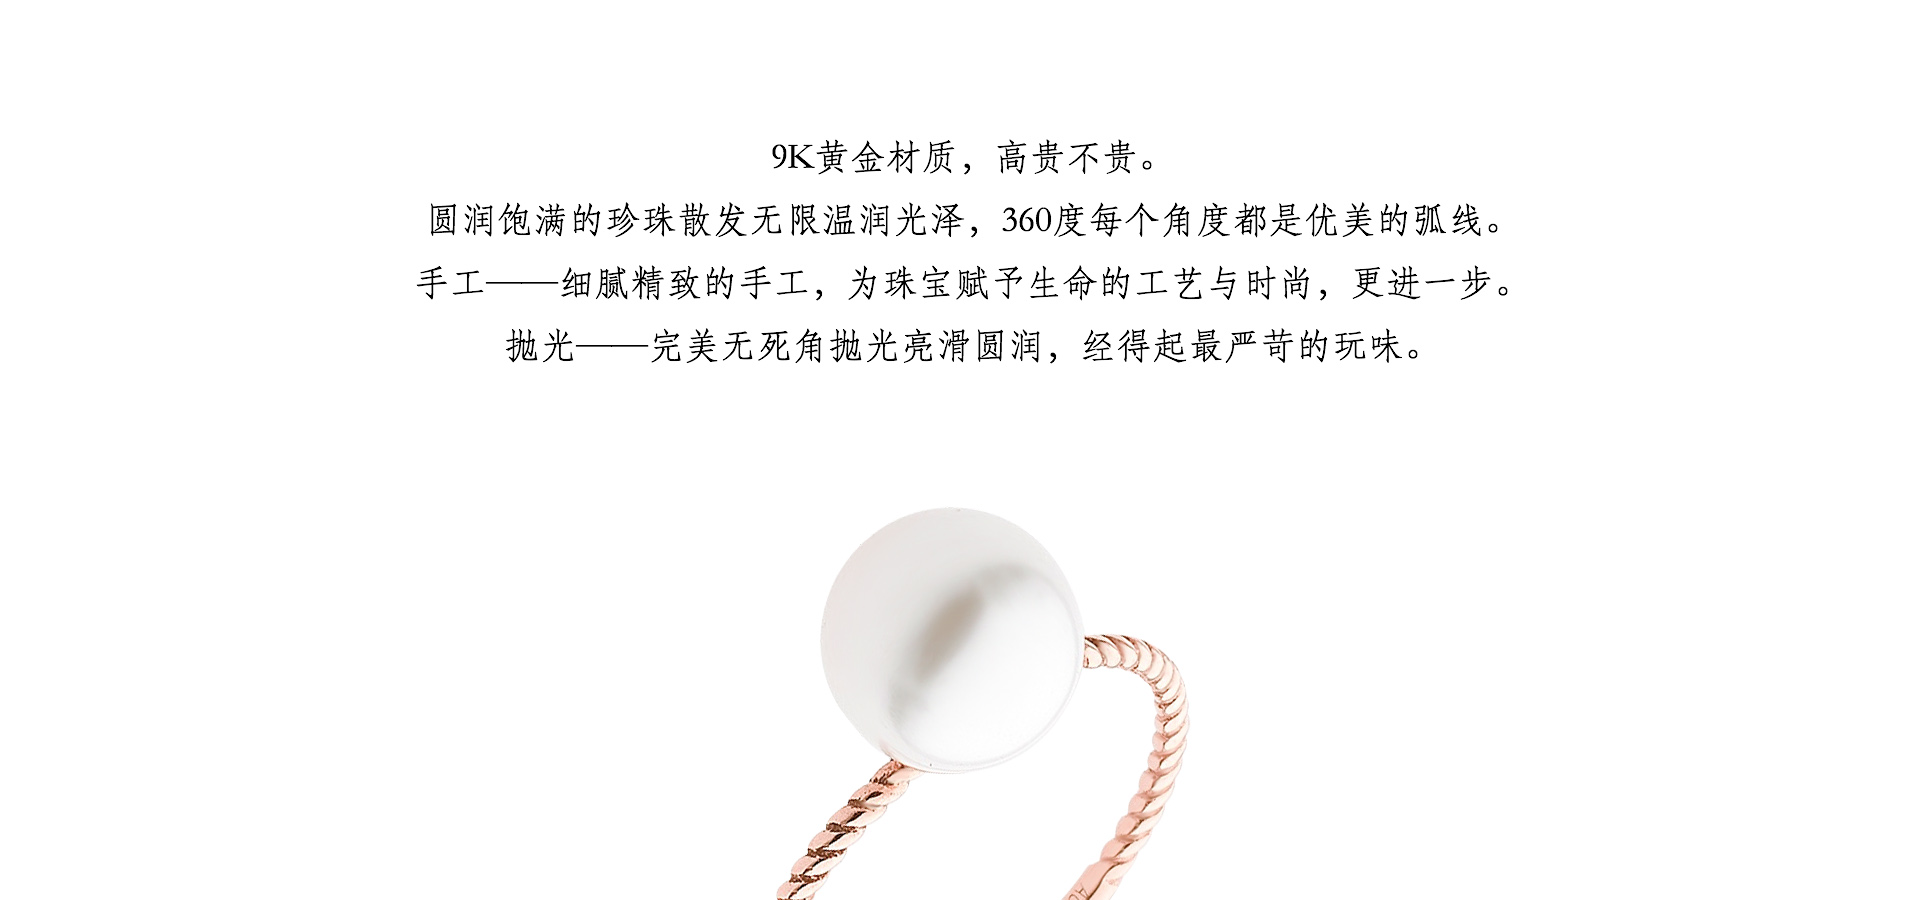 9K黄金材质，高贵不贵。
圆润饱满的珍珠散发无限温润光泽，360度每个角度都是优美的弧线。
手工——细腻精致的手工，为珠宝赋予生命的工艺与时尚，更进一步。
抛光——完美无死角抛光亮滑圆润，经得起最严苛的玩味。